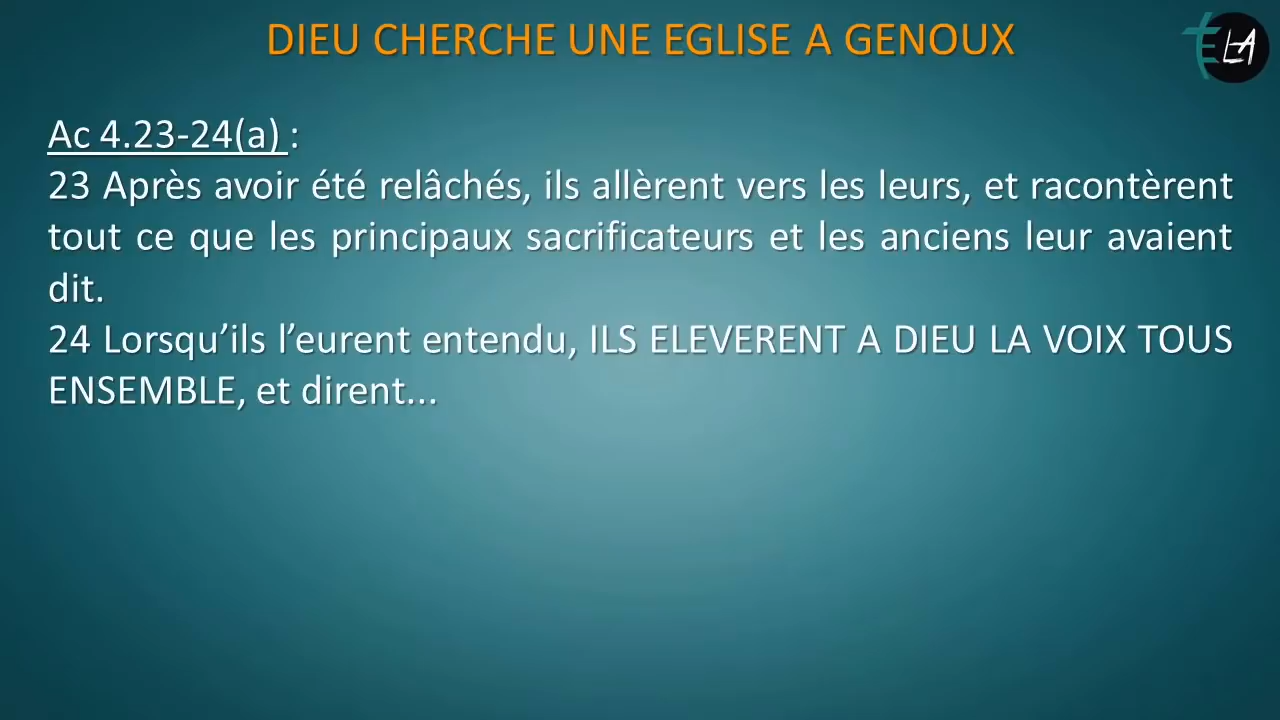 DIEU CHERCHE UNE EGLISE A GENOUX
ELA
Ac 4.23-24(a) :
23 Après avoir été relâchés, ils allèrent vers les leurs, et racontèrent
tout ce que les principaux sacrificateurs et les anciens leur avaient
dit.
24 Lorsqu’ils l’eurent entendu, ILS ELEVERENT A DIEU LA VOIX TOUS
ENSEMBLE, et dirent...